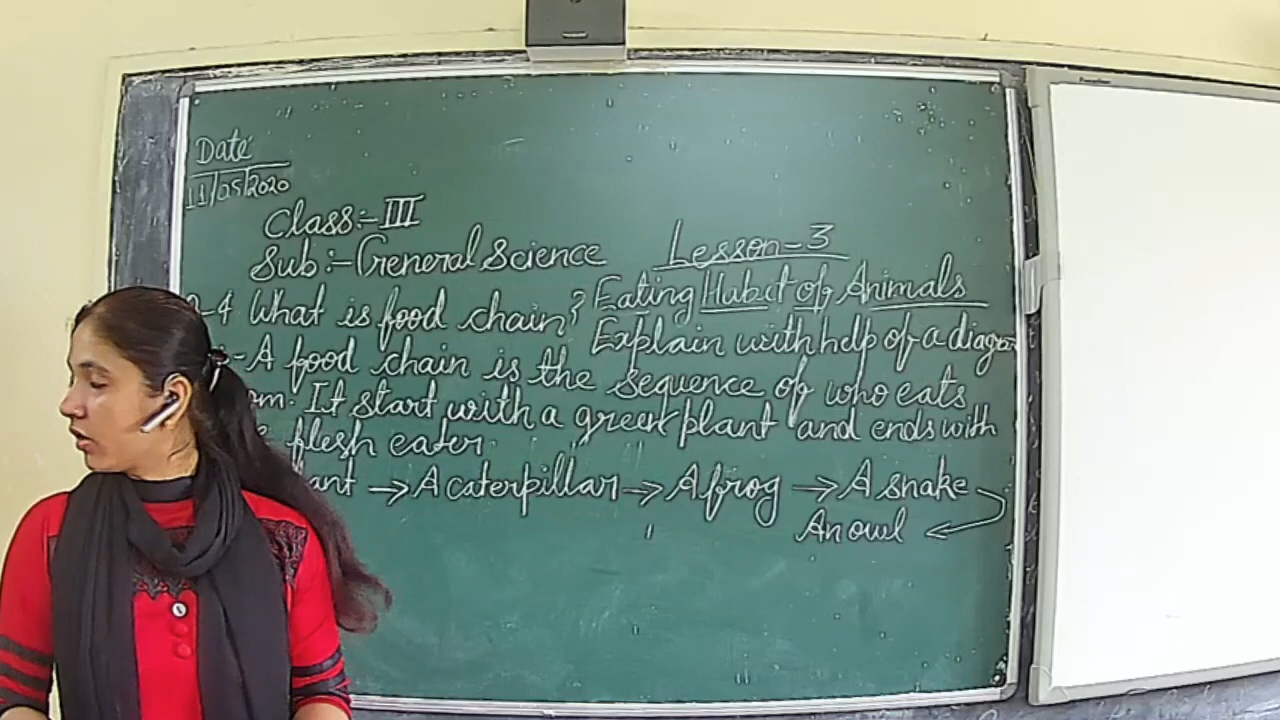 Date
11/05/2020
Class:- III
Sub:- General Science
Lesson-3
Eating Habit of Animals
-4 What is food chain? Explain with help of a
:-A food chain is the sequence of who eats
It start with a green plant and ends with
flesh eater.
→ A caterpillar → A frog → A snake
An owl ←